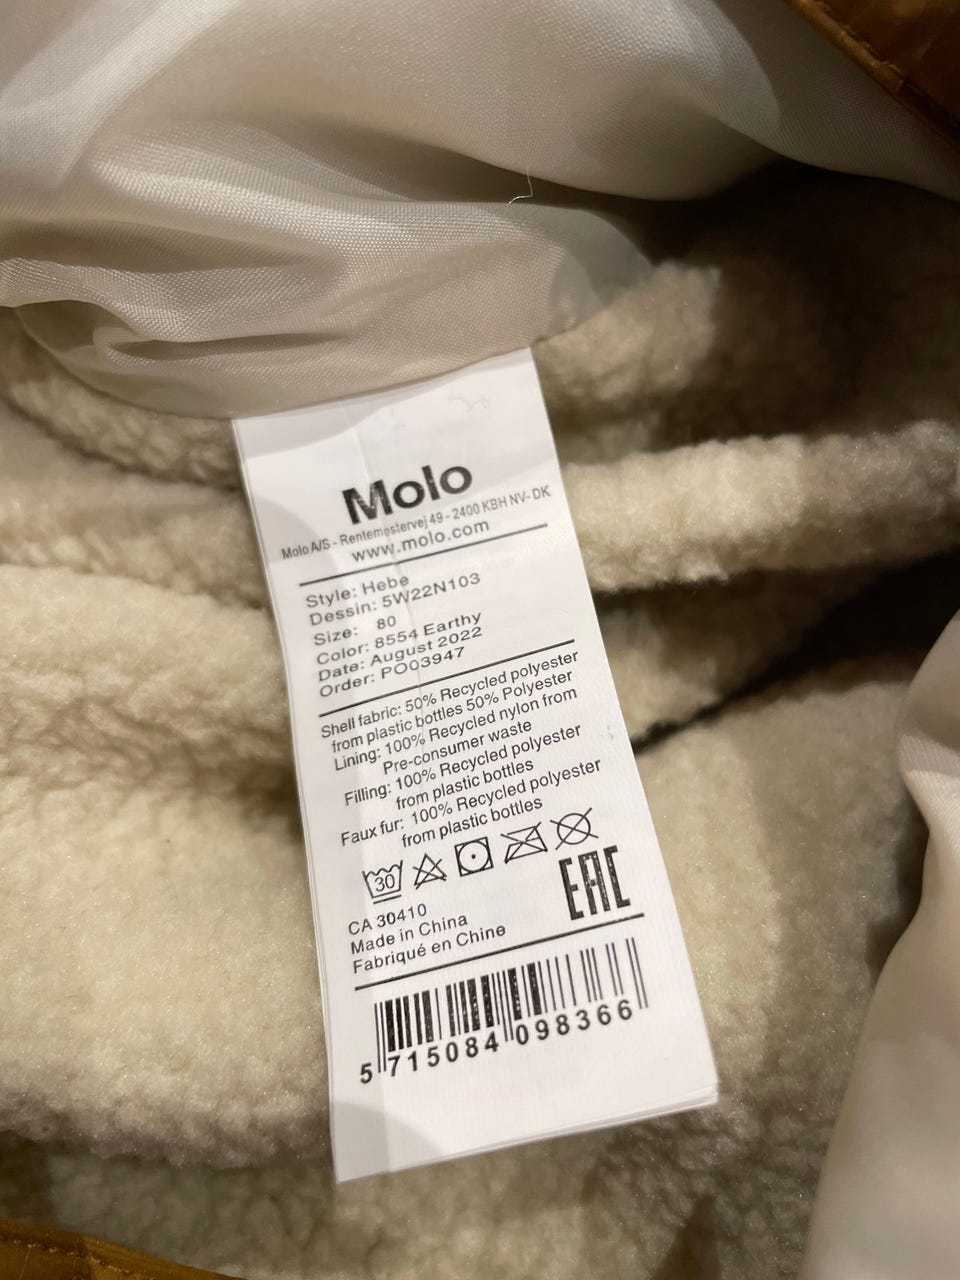 Molo
Molo A/S - Rentemestervej 49 - 2400 KBH NV- DK
www.molo.com
Style: Hebe
Dessin: 5W22N103
Size: 80
Color: 8554 Earthy
Date: August 2022
Order: PO03947
Shell fabric: 50% Recycled polyester
from plastic bottles 50% Polyester
Lining: 100% Recycled nylon from
Pre-consumer waste
Filling: 100% Recycled polyester
from plastic bottles
Faux fur: 100% Recycled polyester
from plastic bottles
30
EAC
CA 30410
Made in China
Fabriqué en Chine
5 715084 098366